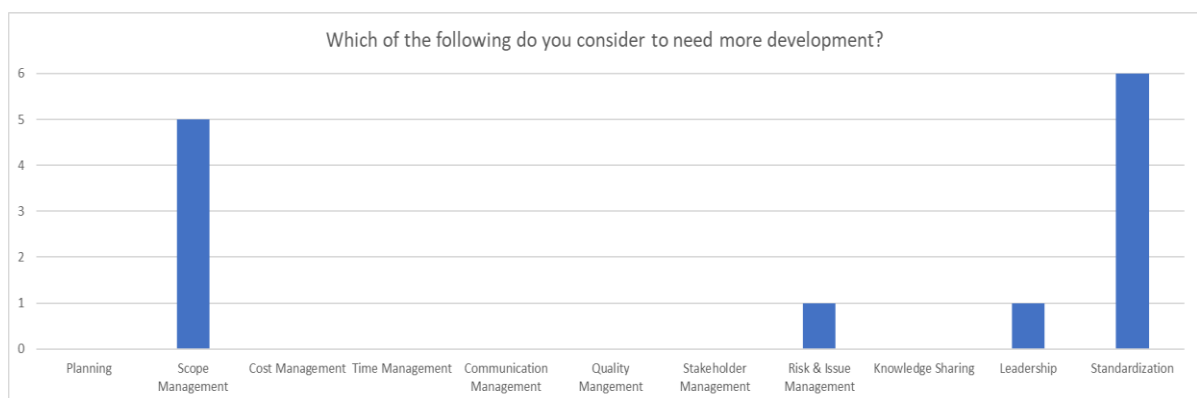 Which of the following do you consider to need more development?
6
5
4
3
2
1
0
Planning
Scope
Management
Cost Management
Time Management
Communication
Management
Quality
Mangement
Stakeholder
Management
Risk & Issue
Management
Knowledge Sharing
Leadership
Standardization